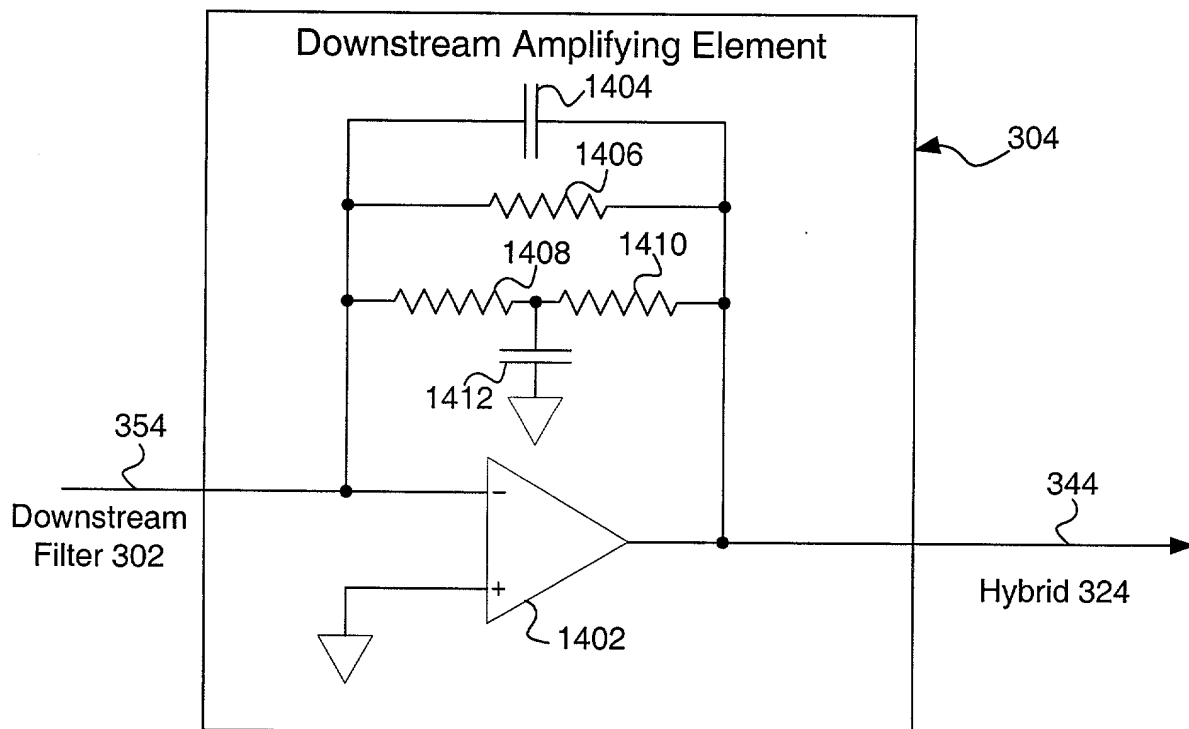 Downstream Amplifying Element
1404
304
1406
1408
1410
1412
354
344
Downstream
Filter 302
−
+
Hybrid 324
1402